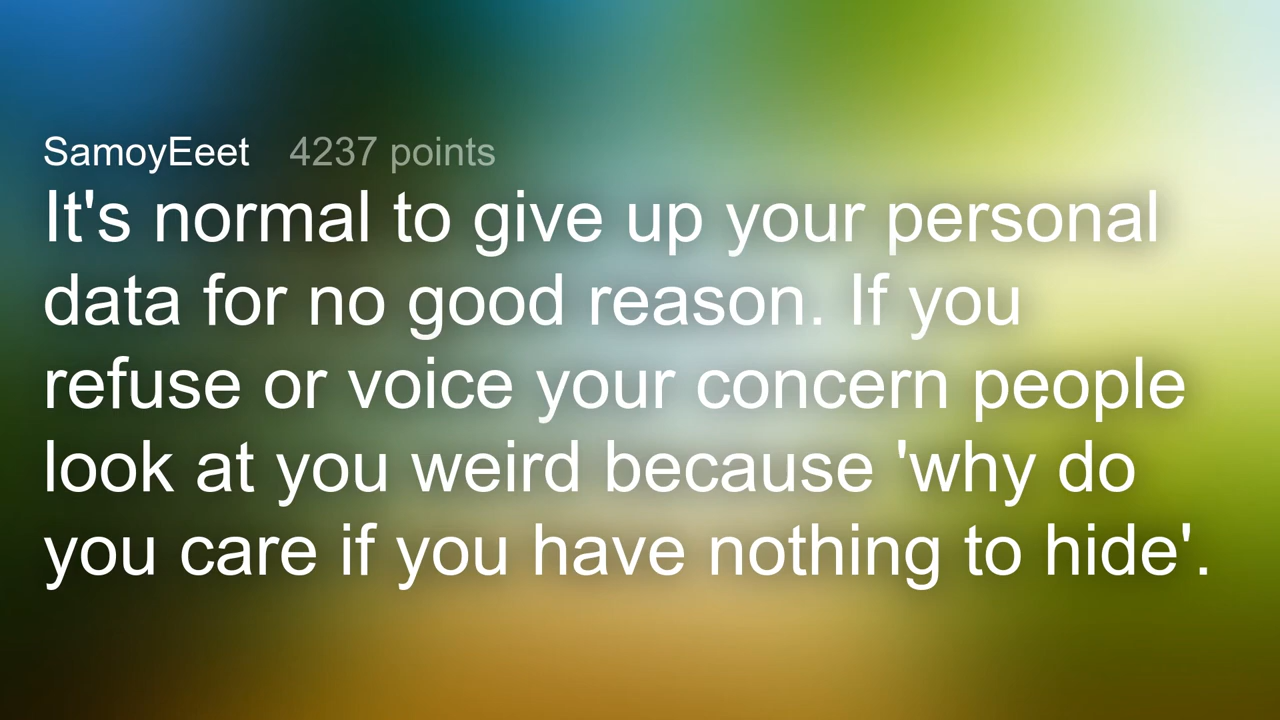 SamoyEeet 4237 points
It's normal to give up your personal
data for no good reason. If you
refuse or voice your concern people
look at you weird because 'why do
you care if you have nothing to hide'.